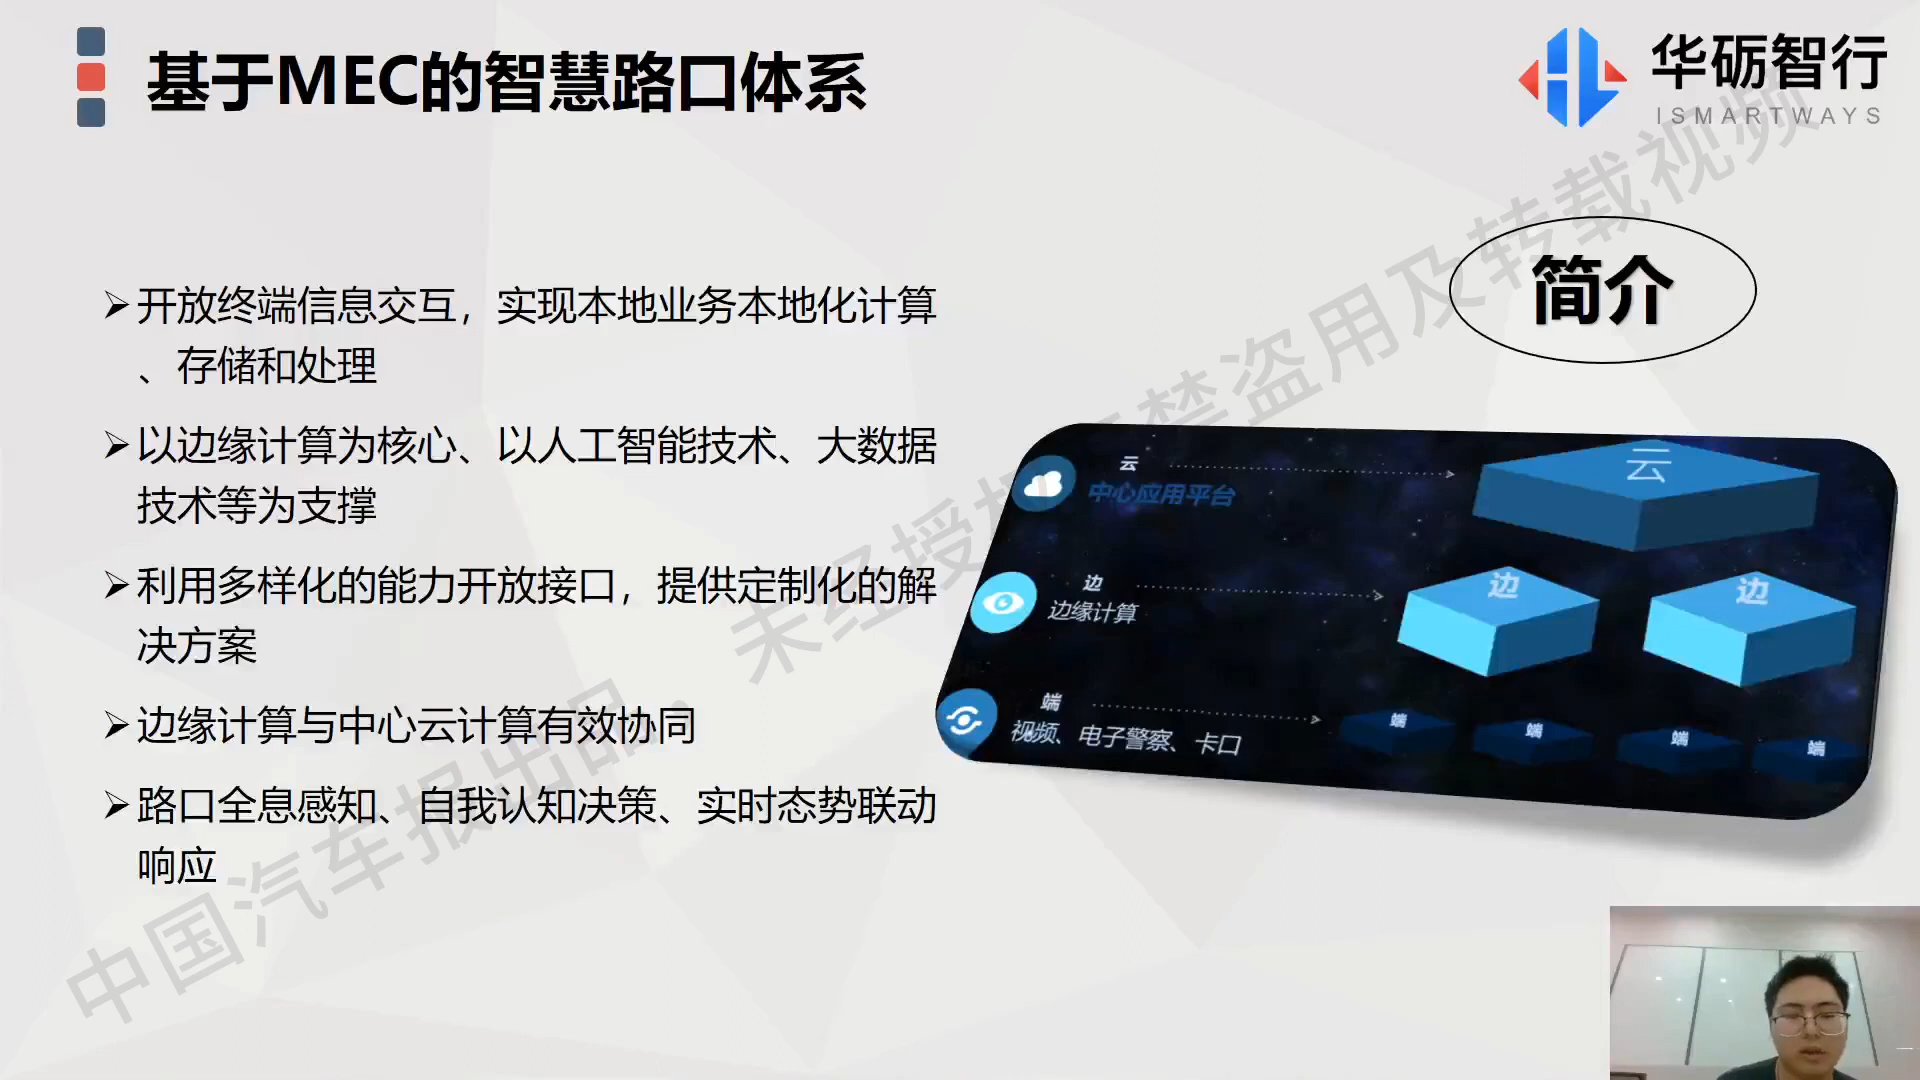 基于MEC的智慧路口体系
华砺智行
ISMARTWAYS
简介
➢开放终端信息交互，实现本地业务本地化计算
、存储和处理
➢以边缘计算为核心、以人工智能技术、大数据
技术等为支撑
➢利用多样化的能力开放接口，提供定制化的解
决方案
➢边缘计算与中心云计算有效协同
➢路口全息感知、自我认知决策、实时态势联动
响应
云
中心应用平台
云
边
边缘计算
边
边
端
视频、电子警察、卡口
端
端
端
端
中国汽车报出品，未经授权严禁盗用及转载视频